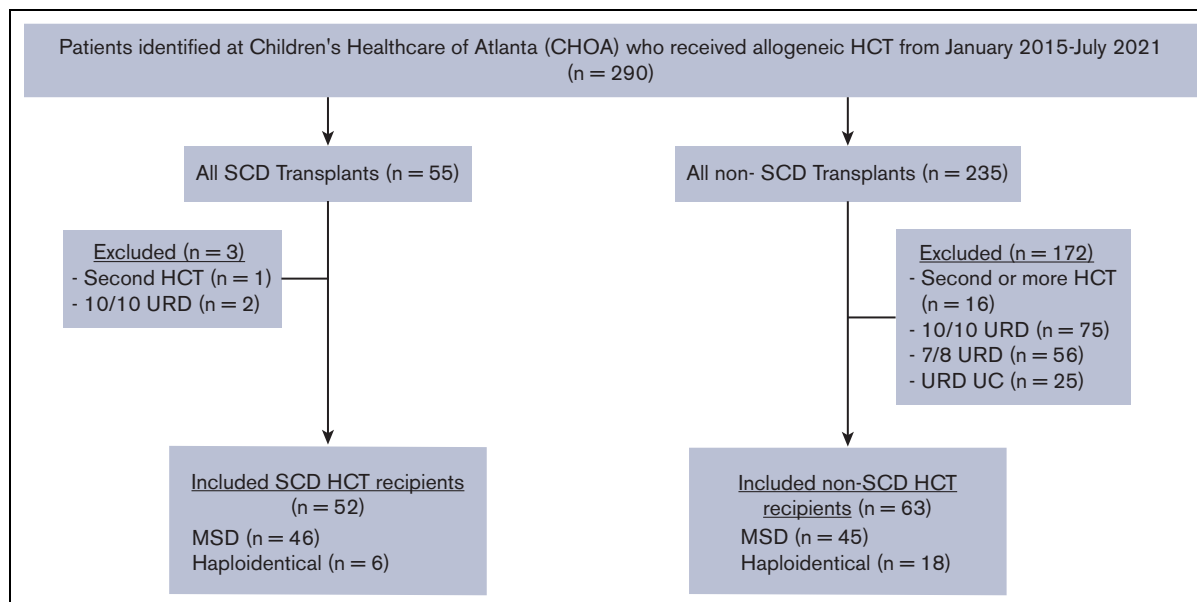 Patients identified at Children's Healthcare of Atlanta (CHOA) who received allogeneic HCT from January 2015-July 2021
(n = 290)
All SCD Transplants (n = 55)
All non- SCD Transplants (n = 235)
Excluded (n = 3)
- Second HCT (n = 1)
- 10/10 URD (n = 2)
Excluded (n = 172)
- Second or more HCT
(n = 16)
- 10/10 URD (n = 75)
- 7/8 URD (n = 56)
- URD UC (n = 25)
Included SCD HCT recipients
(n = 52)
MSD (n = 46)
Haploidentical (n = 6)
Included non-SCD HCT
recipients (n = 63)
MSD (n = 45)
Haploidentical (n = 18)